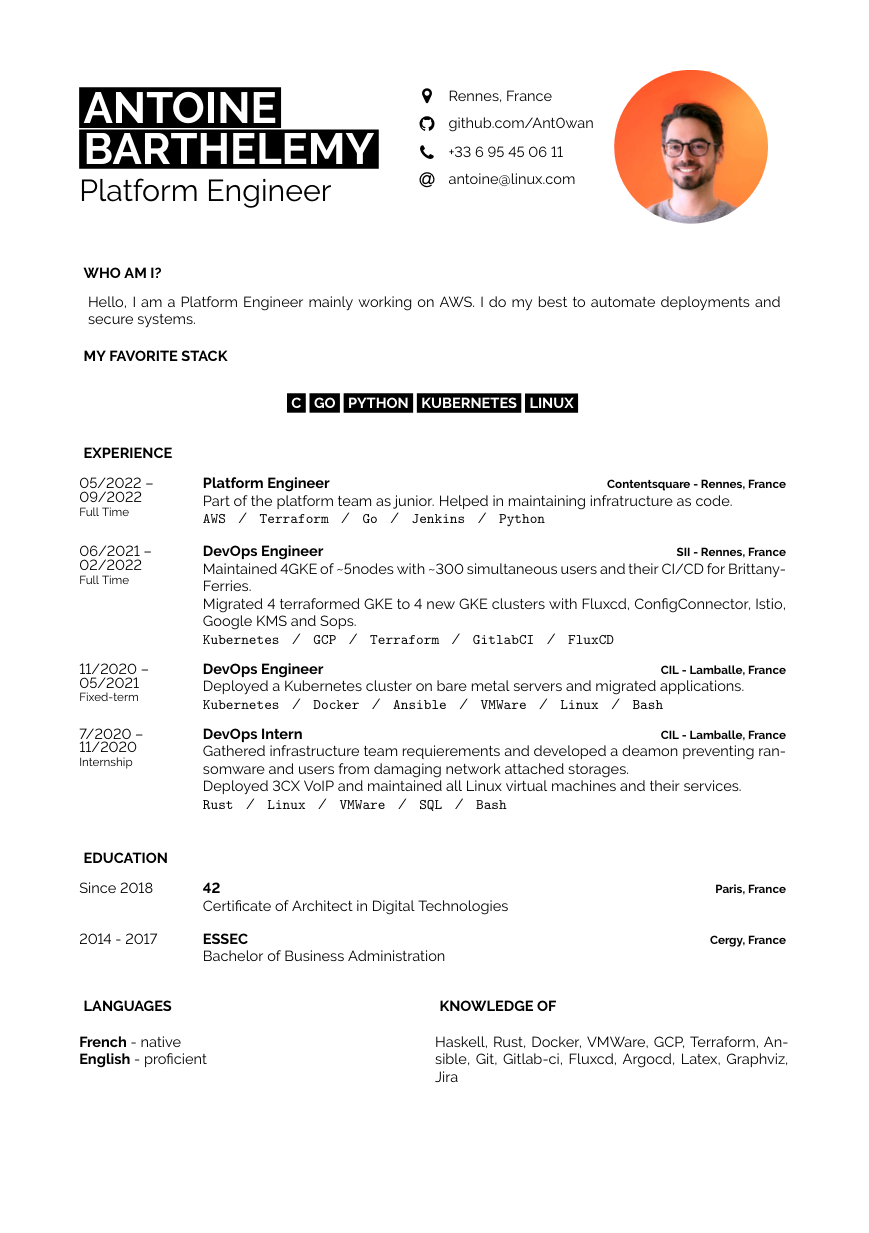 ANTOINE
BARTHELEMY
Platform Engineer
Rennes, France
github.com/Ant0wan
+33 6 95 45 06 11
antoine@linux.com
WHO AM I?
Hello, I am a Platform Engineer mainly working on AWS. I do my best to automate deployments and
secure systems.
MY FAVORITE STACK
C GO PYTHON KUBERNETES LINUX
EXPERIENCE
05/2022 –
09/2022
Full Time
Platform Engineer Contentsquare - Rennes, France
Part of the platform team as junior. Helped in maintaining infratructure as code.
AWS / Terraform / Go / Jenkins / Python
06/2021 –
02/2022
Full Time
DevOps Engineer SII - Rennes, France
Maintained 4GKE of ~5nodes with ~300 simultaneous users and their CI/CD for Brittany-
Ferries.
Migrated 4 terraformed GKE to 4 new GKE clusters with Fluxcd, ConfigConnector, Istio,
Google KMS and Sops.
Kubernetes / GCP / Terraform / GitlabCI / FluxCD
11/2020 –
05/2021
Fixed-term
DevOps Engineer CIL - Lamballe, France
Deployed a Kubernetes cluster on bare metal servers and migrated applications.
Kubernetes / Docker / Ansible / VMWare / Linux / Bash
7/2020 –
11/2020
Internship
DevOps Intern CIL - Lamballe, France
Gathered infrastructure team requierements and developed a deamon preventing ran-
somware and users from damaging network attached storages.
Deployed 3CX VoIP and maintained all Linux virtual machines and their services.
Rust / Linux / VMWare / SQL / Bash
EDUCATION
Since 2018 42 Paris, France
Certificate of Architect in Digital Technologies
2014 - 2017 ESSEC Cergy, France
Bachelor of Business Administration
LANGUAGES
French - native
English - proficient
KNOWLEDGE OF
Haskell, Rust, Docker, VMWare, GCP, Terraform, An-
sible, Git, Gitlab-ci, Fluxcd, Argocd, Latex, Graphviz,
Jira